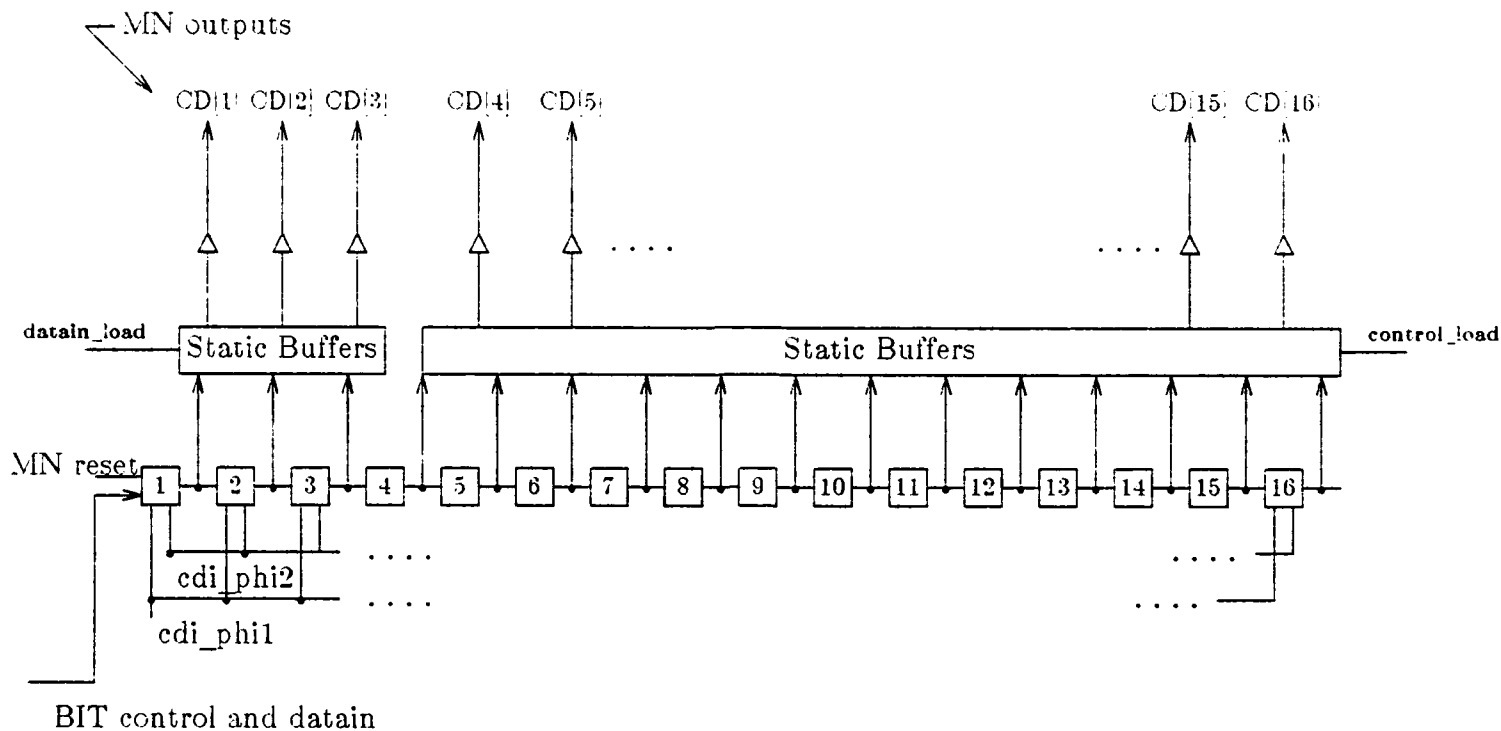 MN outputs
CD[1] CD[2] CD[3] CD[4] CD[5] CD[15] CD[16]
. . . . . . . .
datain_load Static Buffers Static Buffers control_load
MN reset
1 2 3 4 5 6 7 8 9 10 11 12 13 14 15 16
. . . . . . . .
cdi_phi2
. . . . . . . .
cdi_phi1
BIT control and datain